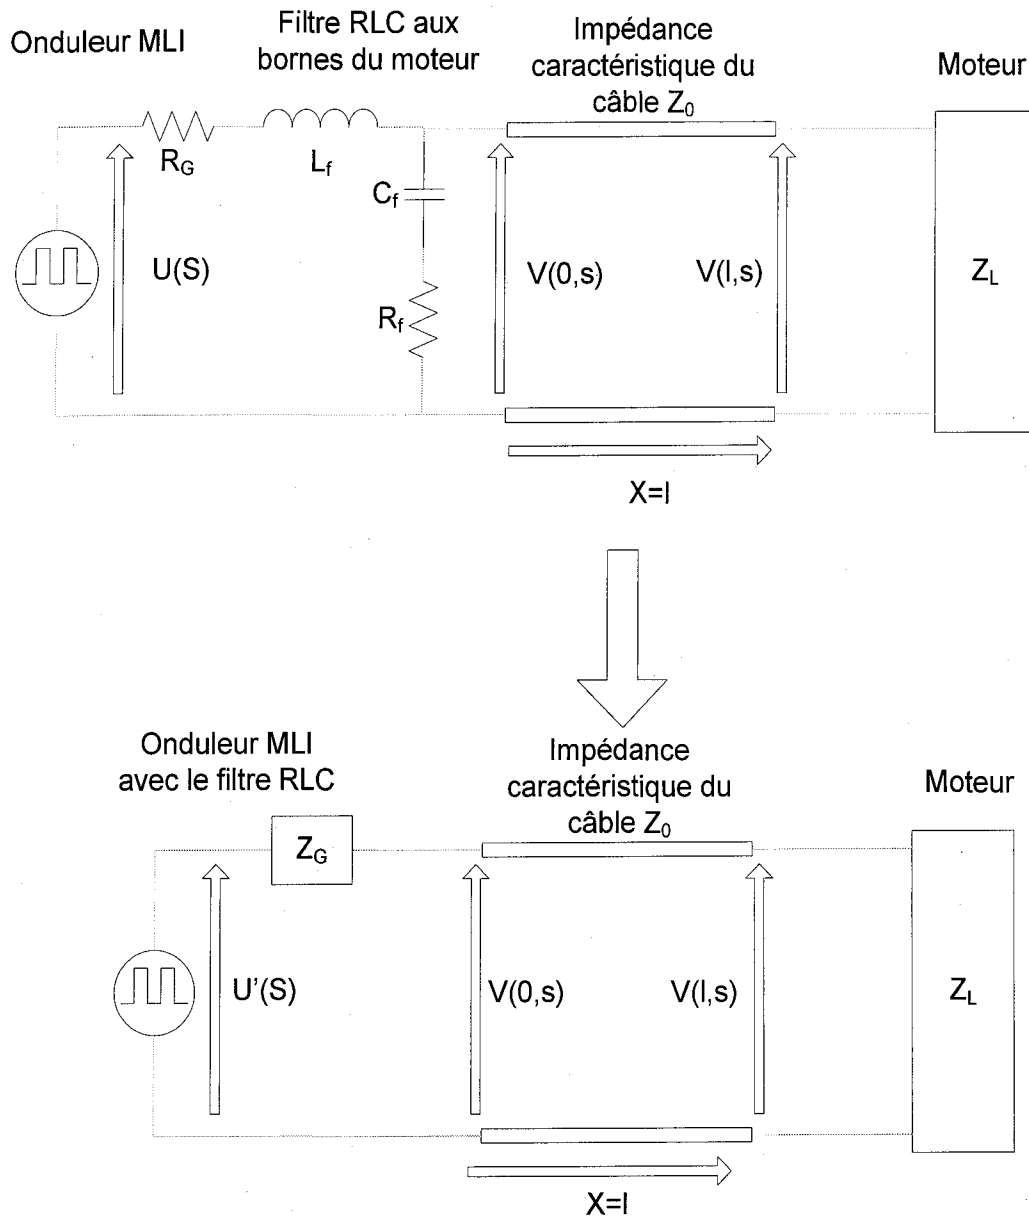 Onduleur MLI
Filtre RLC aux
bornes du moteur
Impédance
caractéristique du
câble Z0
Moteur
RG
Lf
Cf
Rf
U(S)
V(0,s)
V(l,s)
ZL
X=l
Onduleur MLI
avec le filtre RLC
Impédance
caractéristique du
câble Z0
Moteur
ZG
U'(S)
V(0,s)
V(l,s)
ZL
X=l